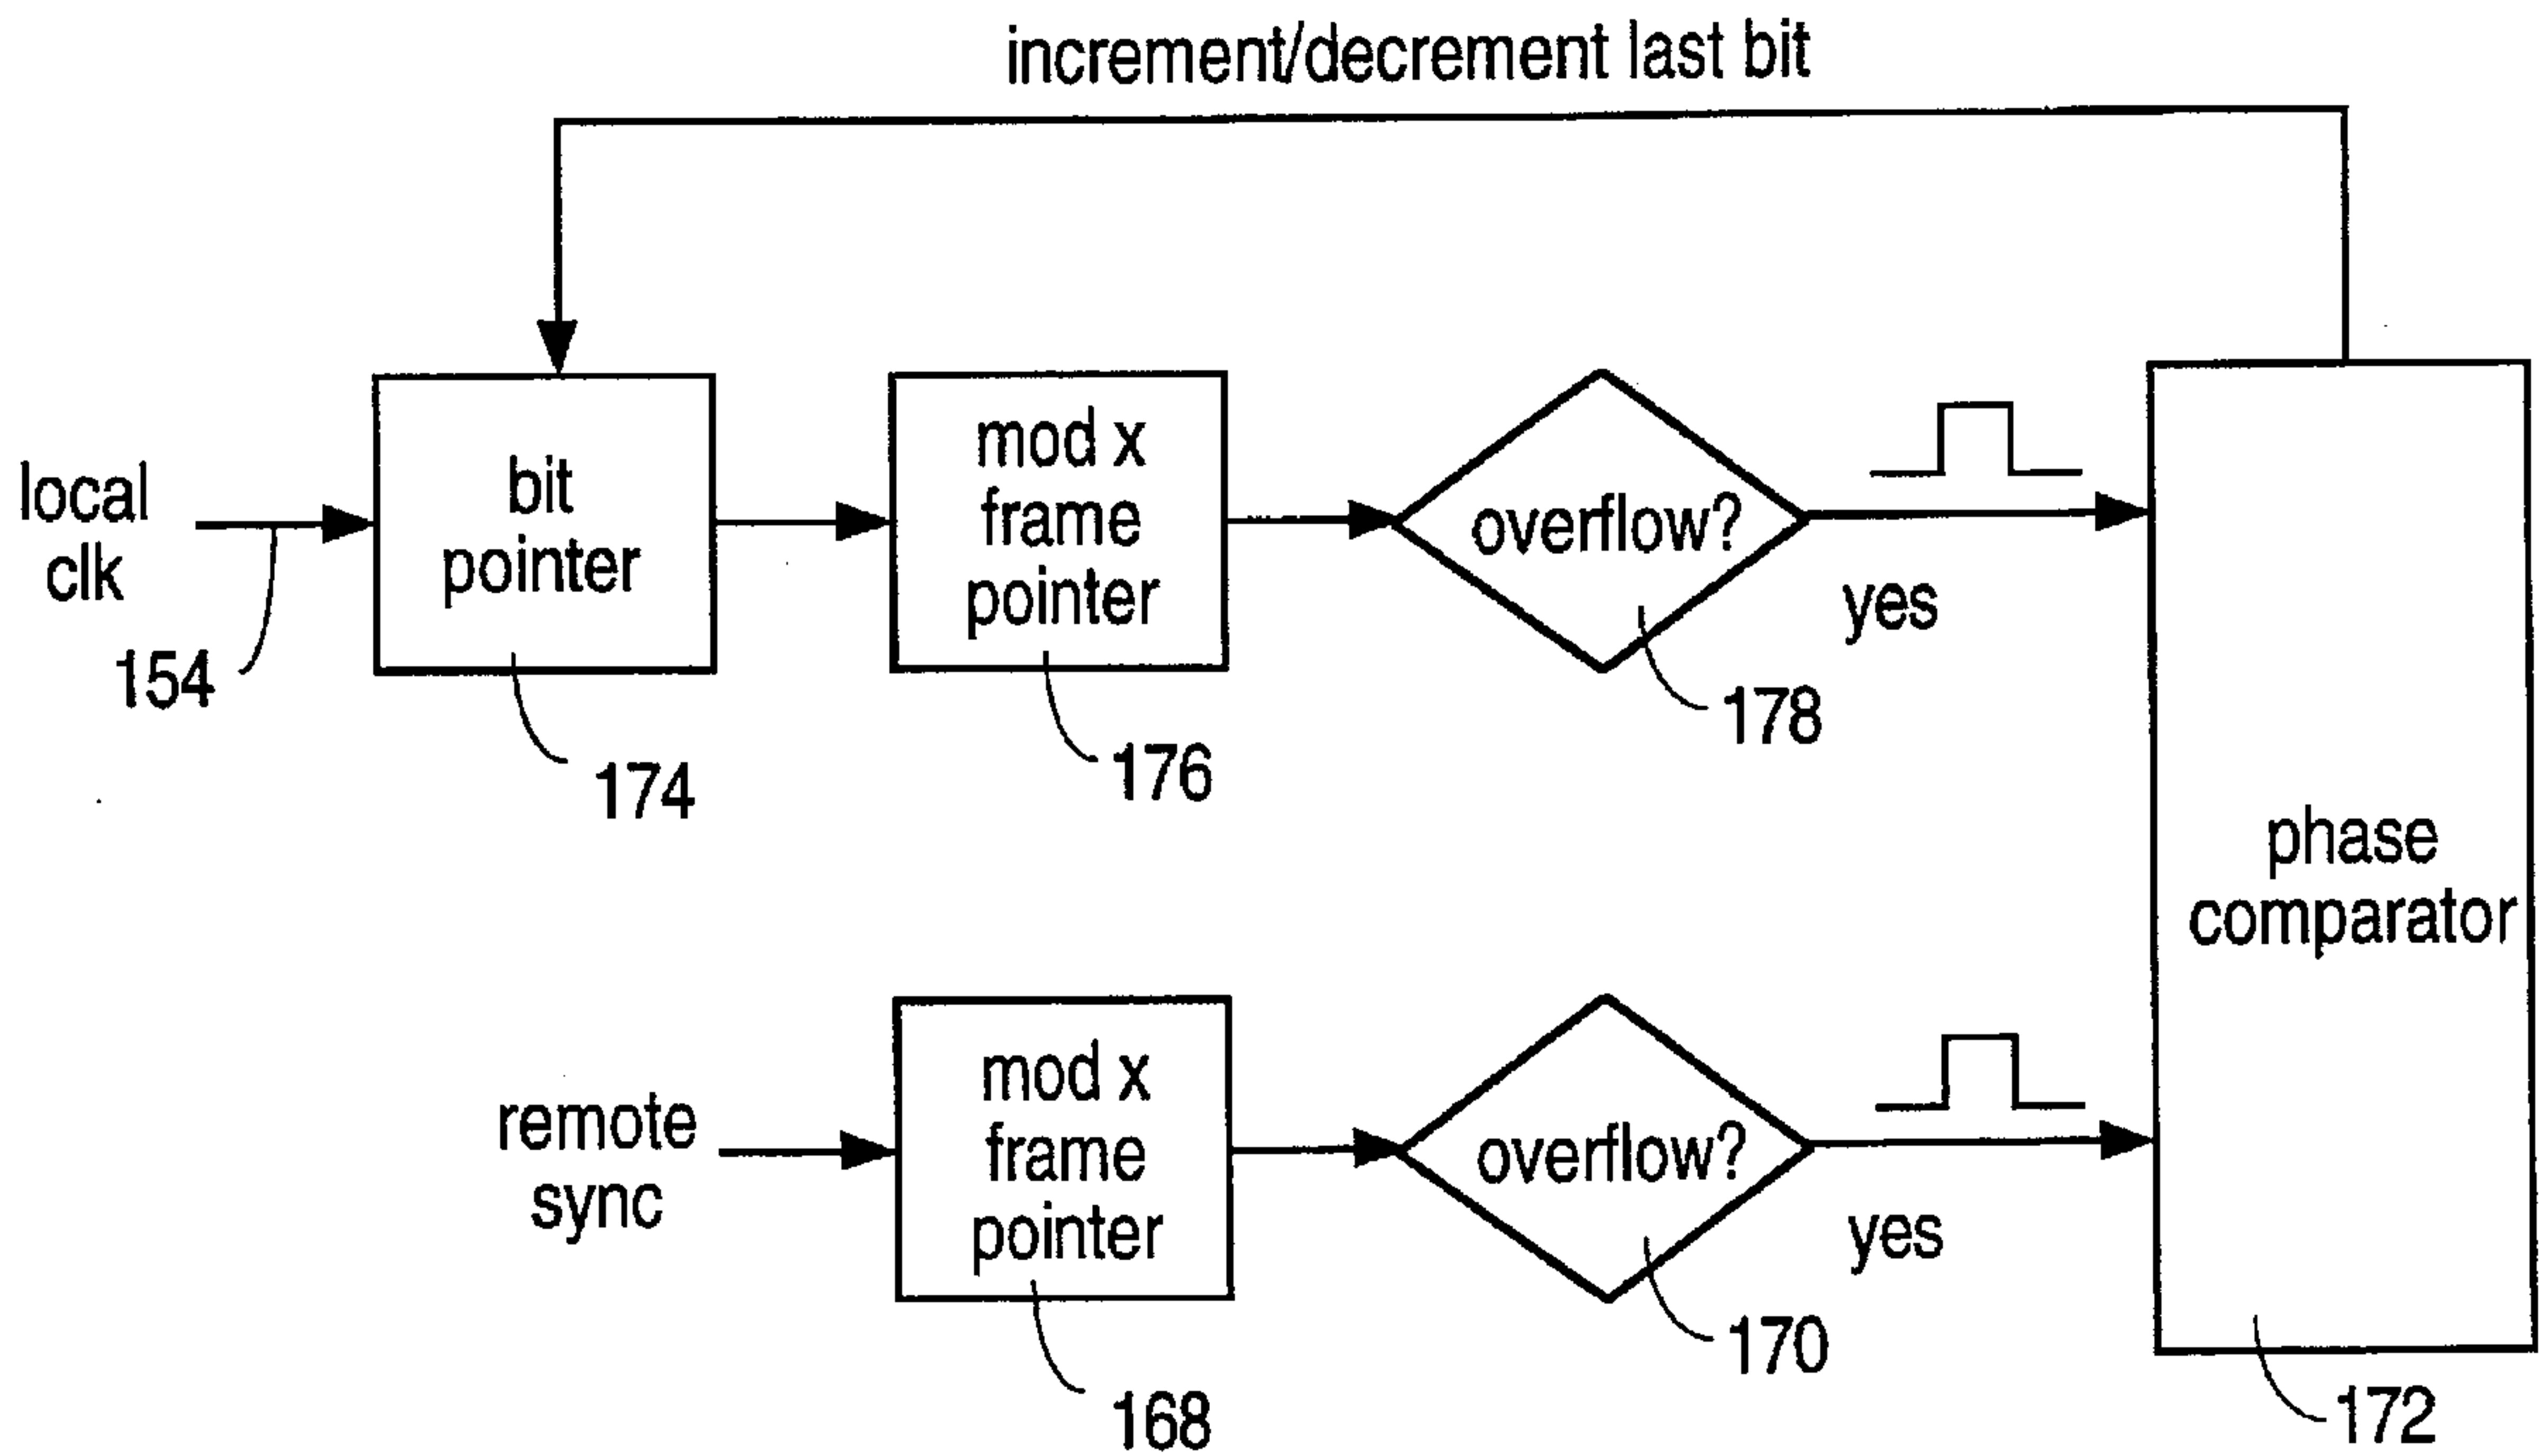 increment/decrement last bit
local
clk
154
bit
pointer
174
mod x
frame
pointer
176
overflow?
178
yes
phase
comparator
172
remote
sync
mod x
frame
pointer
168
overflow?
170
yes